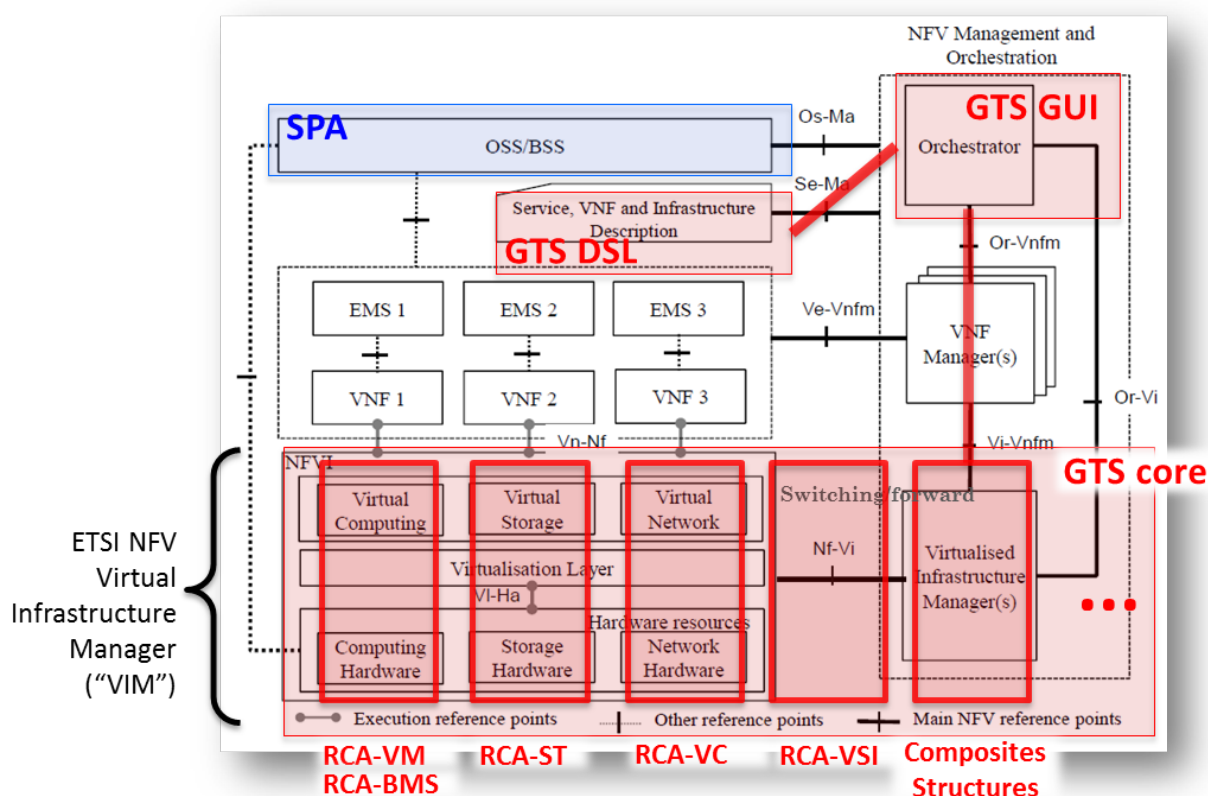 NFV Management and
Orchestration
SPA
OSS/BSS
Os-Ma
GTS GUI
Orchestrator
Se-Ma
Service, VNF and Infrastructure
Description
GTS DSL
Or-Vnfm
EMS 1
EMS 2
EMS 3
Ve-Vnfm
VNF
Manager(s)
VNF 1
VNF 2
VNF 3
Or-Vi
Vn-Nf
Vi-Vnfm
NFVI
GTS core
Virtual
Computing
Virtual
Storage
Virtual
Network
Switching/forward
ETSI NFV
Virtual
Infrastructure
Manager
(“VIM”)
Nf-Vi
Virtualised
Infrastructure
Manager(s)
Virtualisation Layer
Vl-Ha
...
Hardware resources
Computing
Hardware
Storage
Hardware
Network
Hardware
Execution reference points
Other reference points
Main NFV reference points
RCA-VM
RCA-BMS
RCA-ST
RCA-VC
RCA-VSI
Composites
Structures